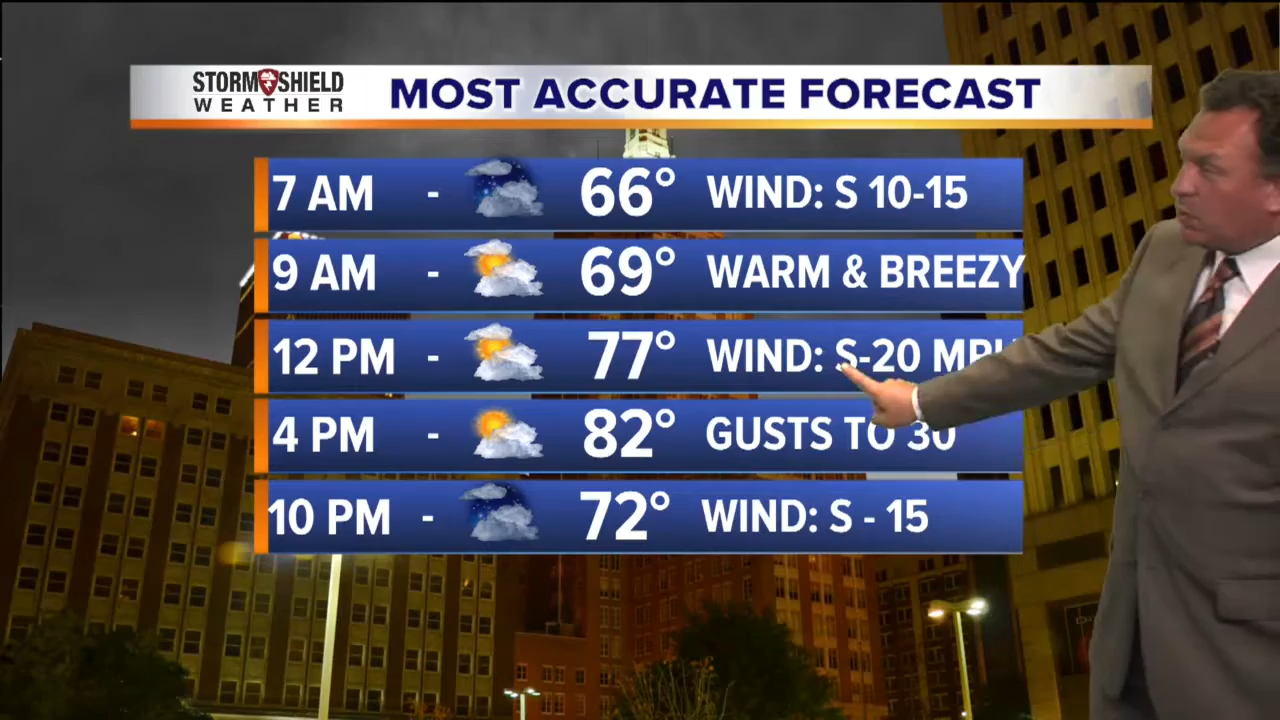 STORM SHIELD
WEATHER
MOST ACCURATE FORECAST
7 AM - 66° WIND: S 10-15
9 AM - 69° WARM & BREEZY
12 PM - 77° WIND: S-20 MPH
4 PM - 82° GUSTS TO 30
10 PM - 72° WIND: S - 15